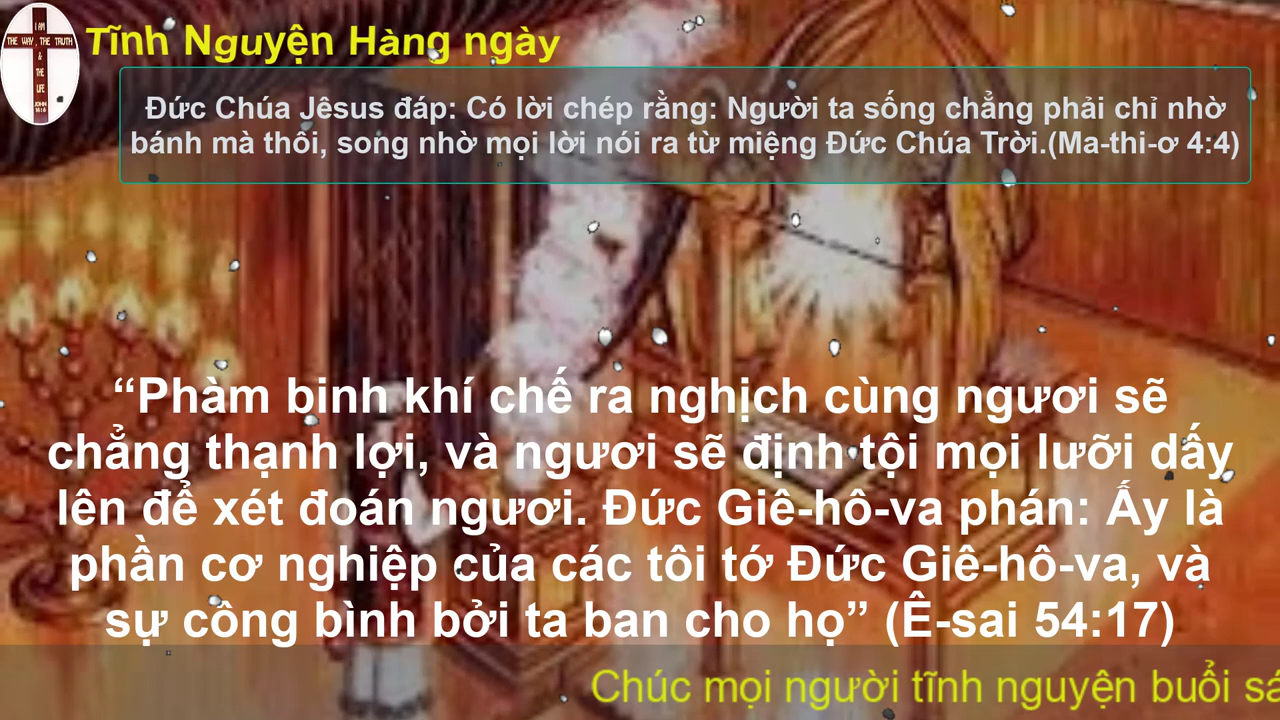 I AM
THE WAY, THE TRUTH
&
THE
LIFE
JOHN
Tĩnh Nguyện Hàng ngày
Đức Chúa Jêsus đáp: Có lời chép rằng: Người ta sống chẳng phải chỉ nhờ
bánh mà thôi, song nhờ mọi lời nói ra từ miệng Đức Chúa Trời.(Ma-thi-ơ 4:4)
“Phàm binh khí chế ra nghịch cùng ngươi sẽ
chẳng thạnh lợi, và ngươi sẽ định tội mọi lưỡi dấy
lên để xét đoán ngươi. Đức Giê-hô-va phán: Ấy là
phần cơ nghiệp của các tôi tớ Đức Giê-hô-va, và
sự công bình bởi ta ban cho họ” (Ê-sai 54:17)
Chúc mọi người tĩnh nguyện buổi sá